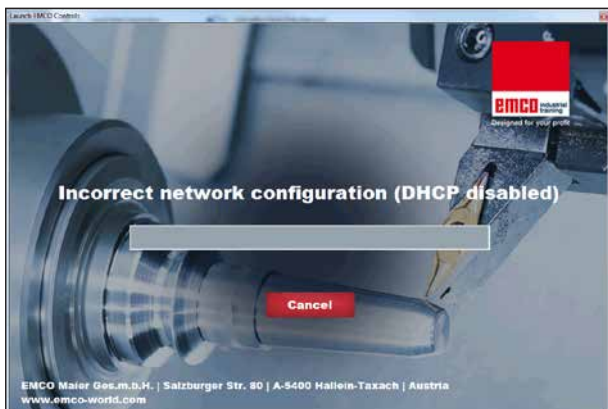 Launch EMCO Controls
emco industrial training
Designed for your profit
Incorrect network configuration (DHCP disabled)
Cancel
EMCO Maier Ges.m.b.H. | Salzburger Str. 80 | A-5400 Hallein-Taxach | Austria
www.emco-world.com